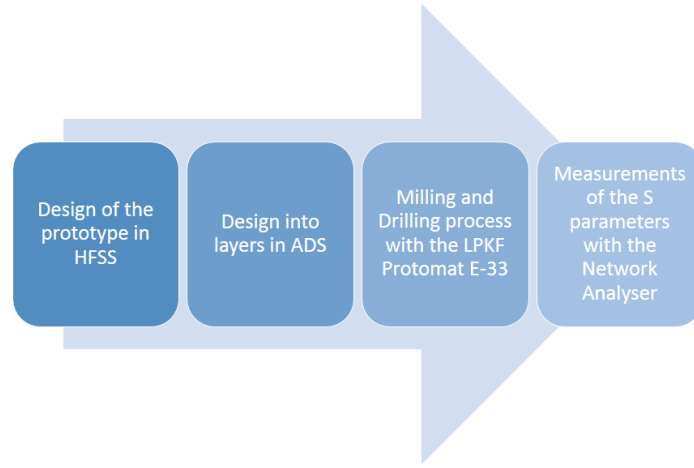 Design of the
prototype in
HFSS
Design into
layers in ADS
Milling and
Drilling process
with the LPKF
Protomat E-33
Measurements
of the S
parameters
with the
Network
Analyser